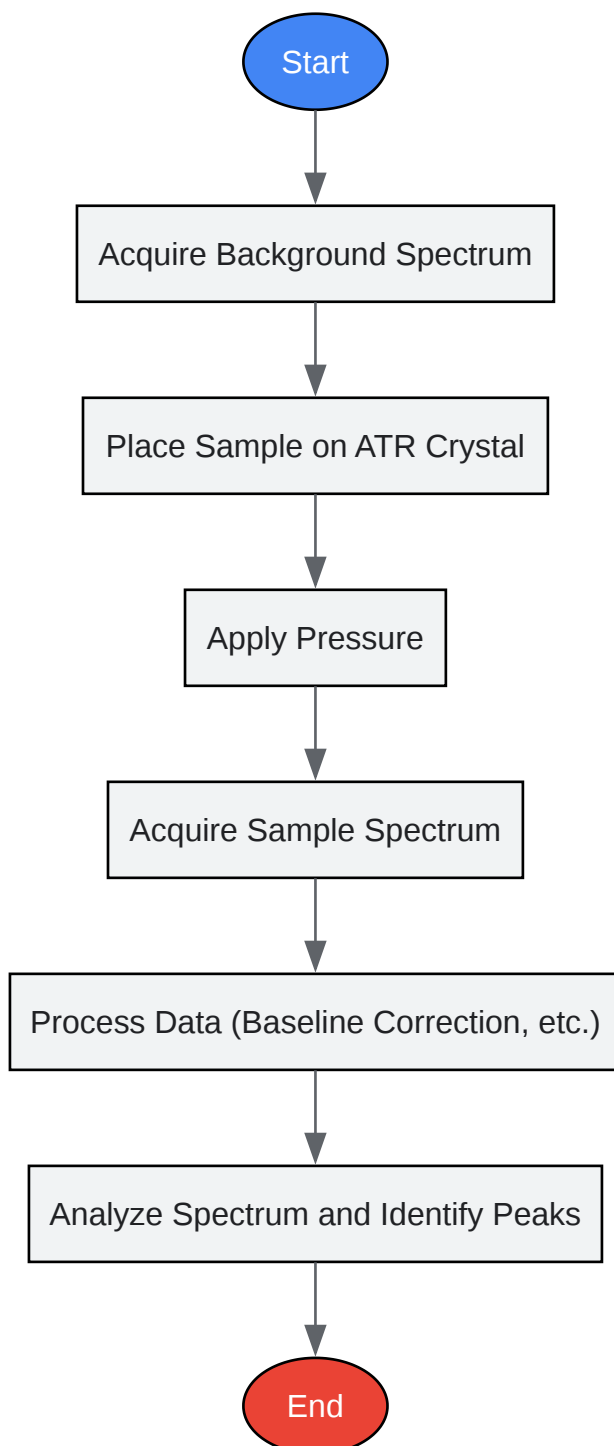 Start
Acquire Background Spectrum
Place Sample on ATR Crystal
Apply Pressure
Acquire Sample Spectrum
Process Data (Baseline Correction, etc.)
Analyze Spectrum and Identify Peaks
End